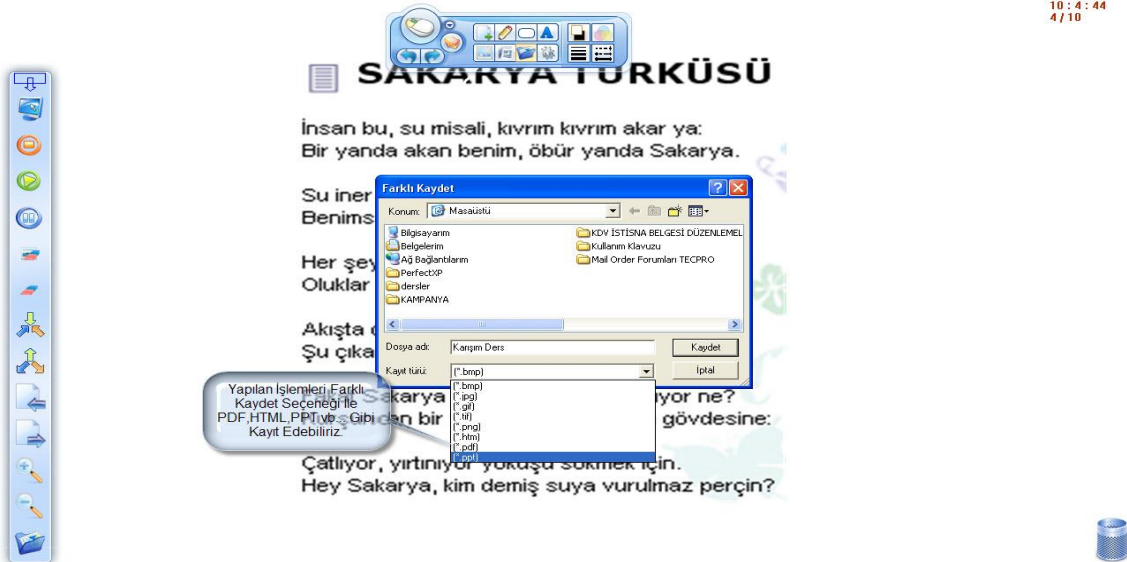 10:4:44
4/10
SAKARYA TÜRKÜSÜ
İnsan bu, su misali, kıvrım kıvrım akar ya:
Bir yanda akan benim, öbür yanda Sakarya.
Su iner
Benims
Her şey
Oluklar
Akışta
Şu çıka
Sakarya yor ne?
bir gövdesine:
Çatlıyor, yırtınıyor yokuşu sökmek için.
Hey Sakarya, kim demiş suya vurulmaz perçin?
Farklı Kaydet
Konum: Masaüstü
Bilgisayarım
Belgelerim
Ağ Bağlantılarım
PerfectXP
dersler
KAMPANYA
KDV İSTİSNA BELGESİ DÜZENLEMEL
Kullanım Klavuzu
Mail Order Forumları TECPRO
Dosya adı: Karışım Ders Kaydet
Kayıt türü: (*.bmp) İptal
(*.bmp)
(*.jpg)
(*.gif)
(*.tif)
(*.png)
(*.htm)
(*.pdf)
(*.ppt)
Yapılan İşlemleri Farklı
Kaydet Seçeneği İle
PDF,HTML,PPT vb... Gibi
Kayıt Edebiliriz.